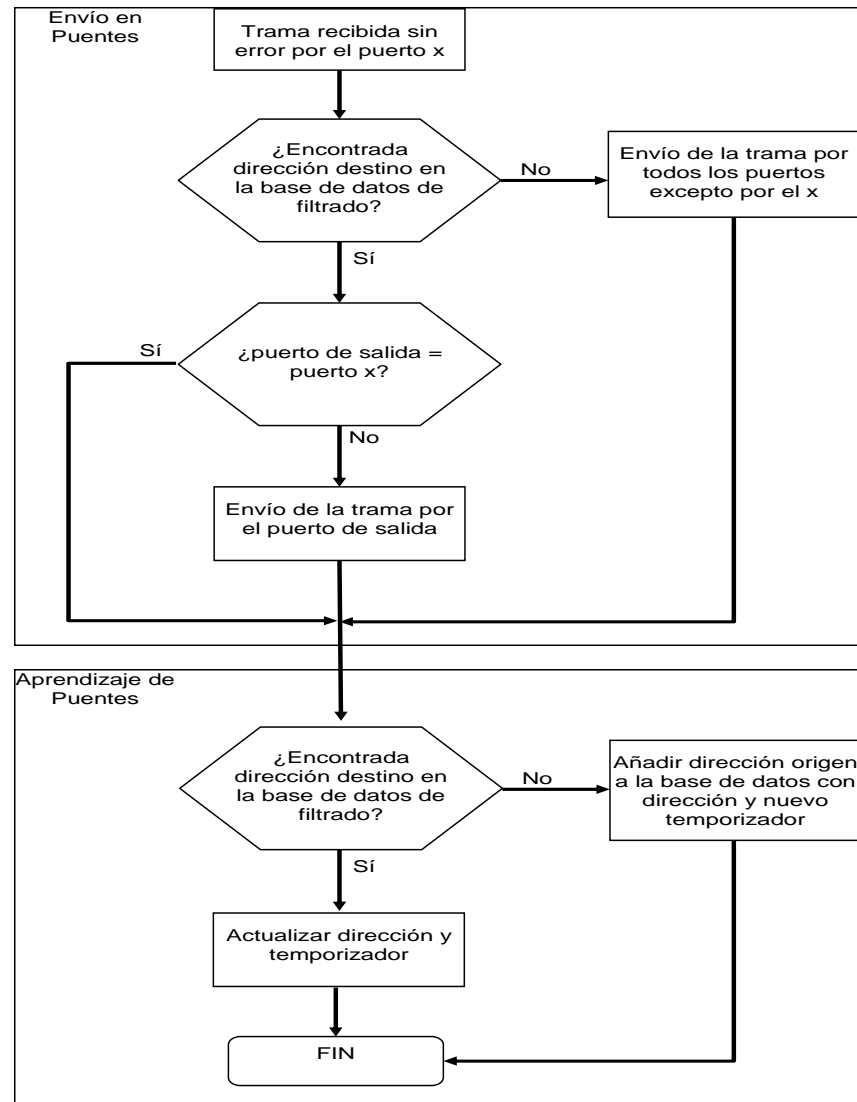 Envío en
Puentes
Trama recibida sin
error por el puerto x
¿Encontrada
dirección destino en
la base de datos de
filtrado?
No
Envío de la trama por
todos los puertos
excepto por el x
Sí
Sí
¿puerto de salida =
puerto x?
No
Envío de la trama por
el puerto de salida
Aprendizaje de
Puentes
¿Encontrada
dirección destino en
la base de datos de
filtrado?
No
Añadir dirección origen
a la base de datos con
dirección y nuevo
temporizador
Sí
Actualizar dirección y
temporizador
FIN